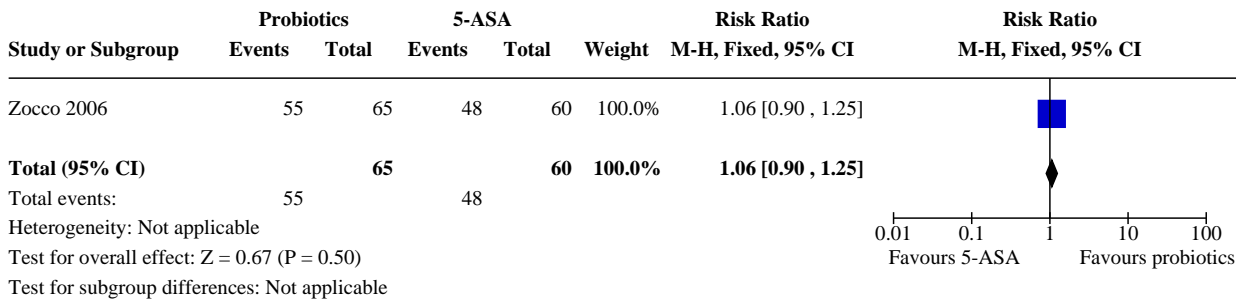 Probiotics 5-ASA Risk Ratio Risk Ratio
Study or Subgroup Events Total Events Total Weight M-H, Fixed, 95% CI M-H, Fixed, 95% CI
Zocco 2006 55 65 48 60 100.0% 1.06 [0.90 , 1.25]
Total (95% CI) 65 60 100.0% 1.06 [0.90 , 1.25]
Total events: 55 48
Heterogeneity: Not applicable
0.01 0.1 1 10 100
Test for overall effect: Z = 0.67 (P = 0.50)
Favours 5-ASA Favours probiotics
Test for subgroup differences: Not applicable